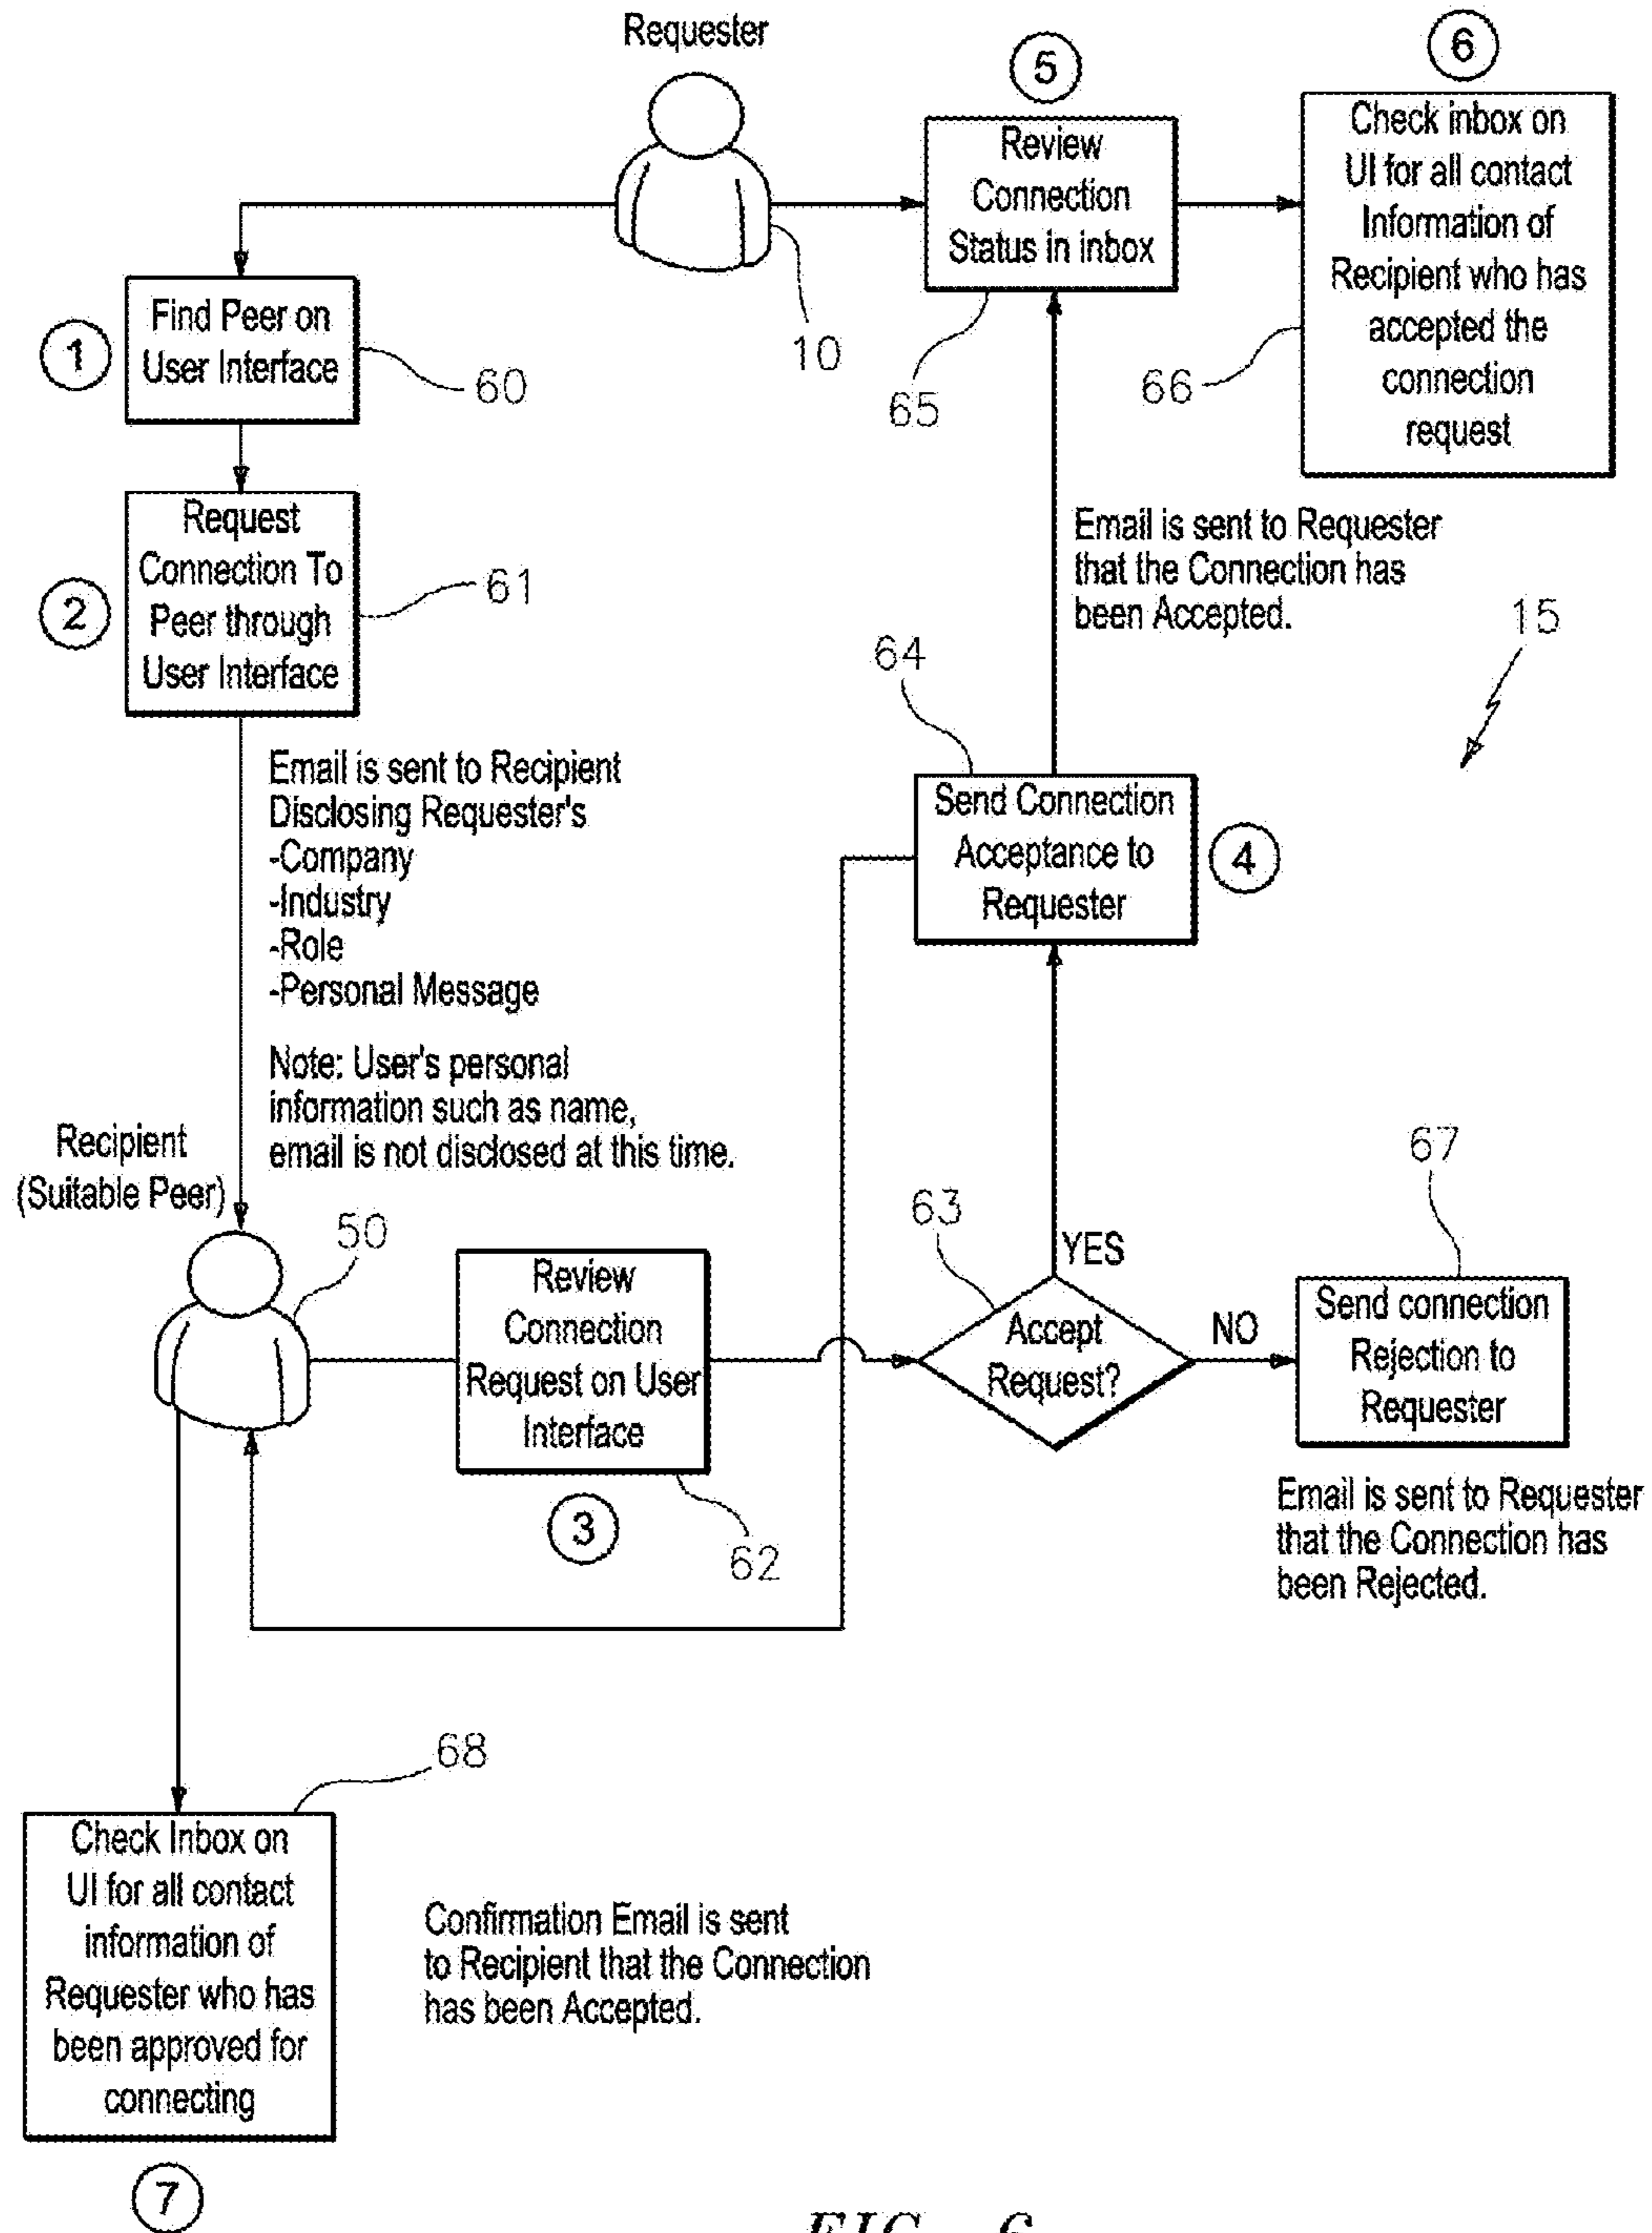 Requester
10
1
Find Peer on
User Interface
60
2
Request
Connection To
Peer through
User Interface
61
Email is sent to Recipient
Disclosing Requester's
-Company
-Industry
-Role
-Personal Message
Note: User's personal
information such as name,
email is not disclosed at this time.
Recipient
(Suitable Peer)
50
Review
Connection
Request on User
Interface
3
62
63
Accept
Request?
YES
NO
67
Send connection
Rejection to
Requester
Email is sent to Requester
that the Connection has
been Rejected.
64
Send Connection
Acceptance to
Requester
4
Email is sent to Requester
that the Connection has
been Accepted.
15
5
Review
Connection
Status in inbox
65
6
Check inbox on
UI for all contact
Information of
Recipient who has
accepted the
connection
request
66
68
Check Inbox on
UI for all contact
information of
Requester who has
been approved for
connecting
7
Confirmation Email is sent
to Recipient that the Connection
has been Accepted.
FIG. 6